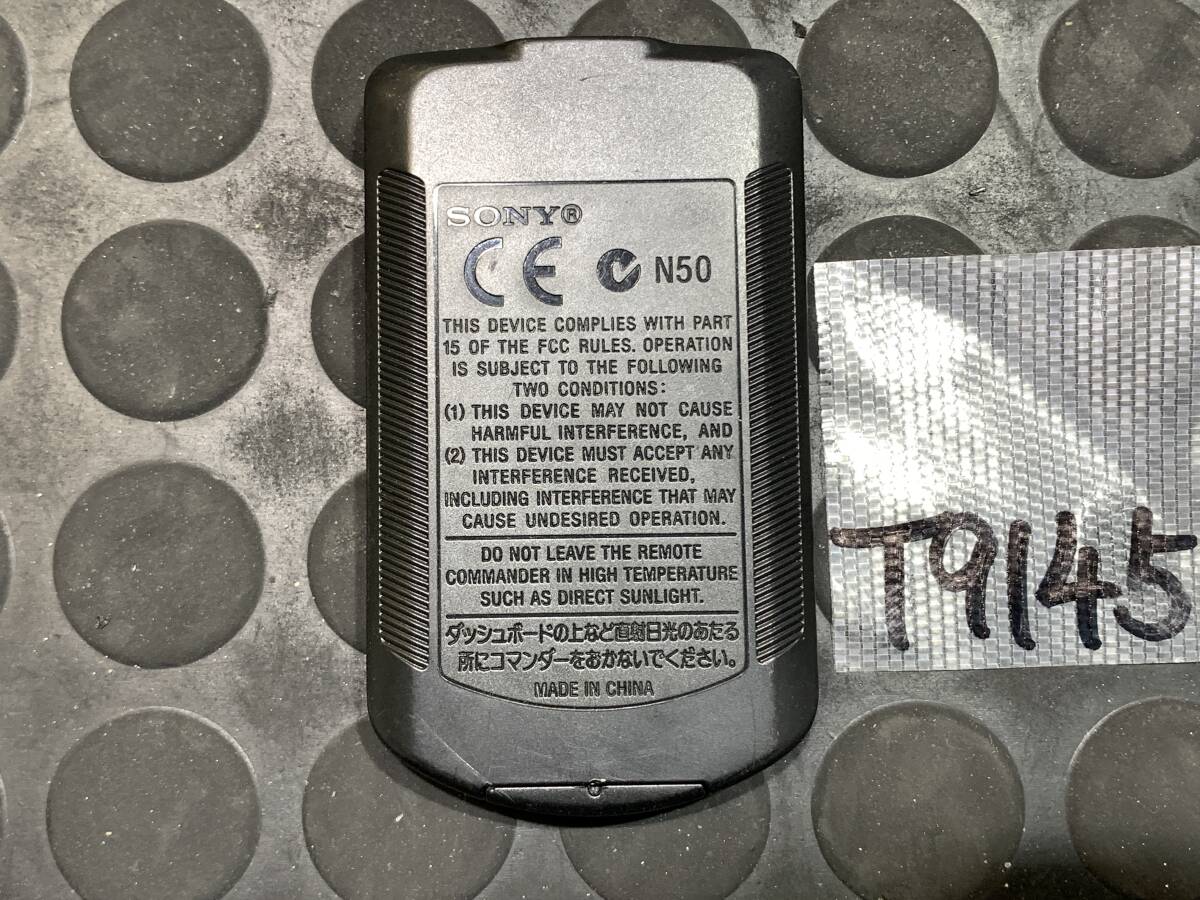 SONY®
CE N50
THIS DEVICE COMPLIES WITH PART
15 OF THE FCC RULES. OPERATION
IS SUBJECT TO THE FOLLOWING
TWO CONDITIONS:
(1) THIS DEVICE MAY NOT CAUSE
HARMFUL INTERFERENCE, AND
(2) THIS DEVICE MUST ACCEPT ANY
INTERFERENCE RECEIVED,
INCLUDING INTERFERENCE THAT MAY
CAUSE UNDESIRED OPERATION.
DO NOT LEAVE THE REMOTE
COMMANDER IN HIGH TEMPERATURE
SUCH AS DIRECT SUNLIGHT.
ダッシュボードの上など直射日光のあたる
所にコマンダーをおかないでください。
MADE IN CHINA
T9145